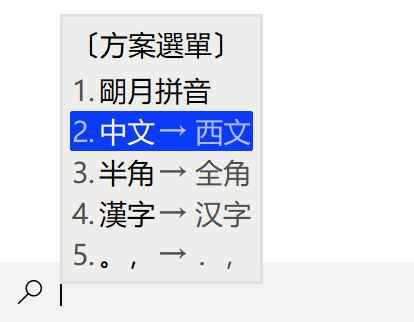 〔方案選單〕
1. 朙月拼音
2. 中文 → 西文
3. 半角 → 全角
4. 漢字 → 汉字
5. 。， → ．，